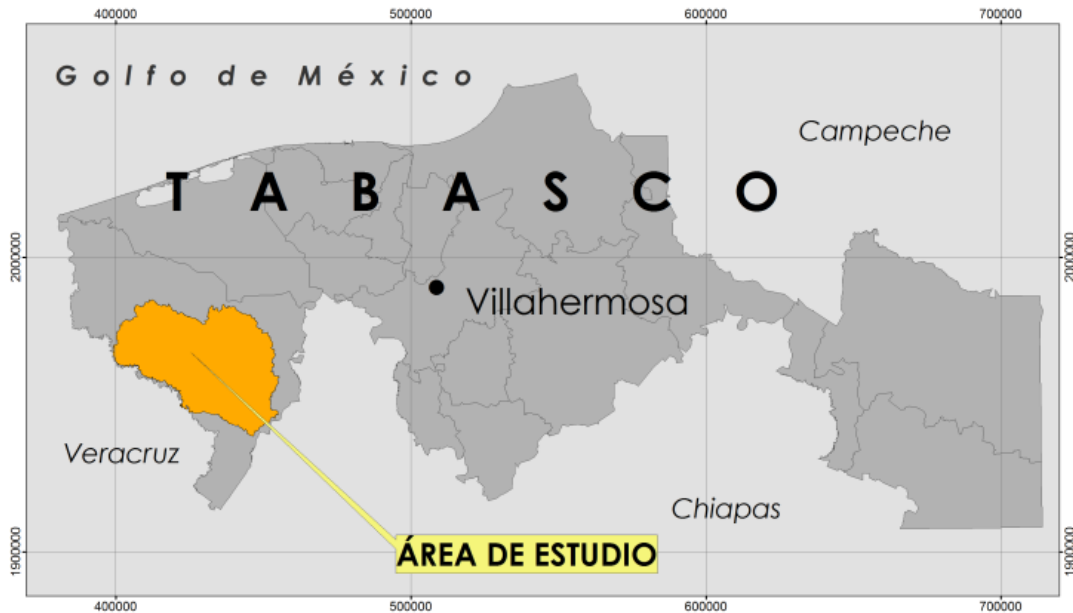 400000 500000 600000 700000
Golfo de México
Campeche
TABASCO
2000000 2000000
Villahermosa
Veracruz
Chiapas
ÁREA DE ESTUDIO
1900000 1900000
400000 500000 600000 700000